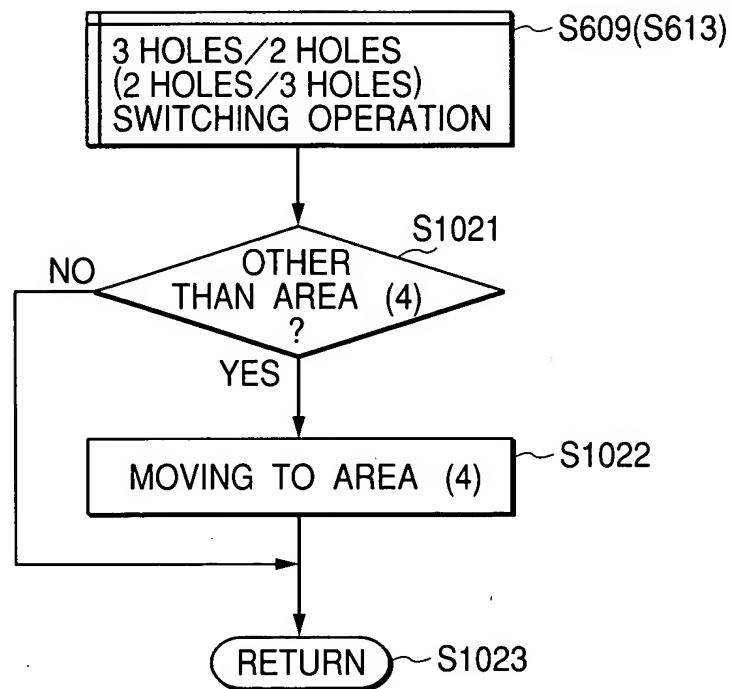 3 HOLES/2 HOLES
(2 HOLES/3 HOLES)
SWITCHING OPERATION
S609(S613)
S1021
OTHER
THAN AREA (4)
?
NO
YES
MOVING TO AREA (4)
S1022
RETURN
S1023